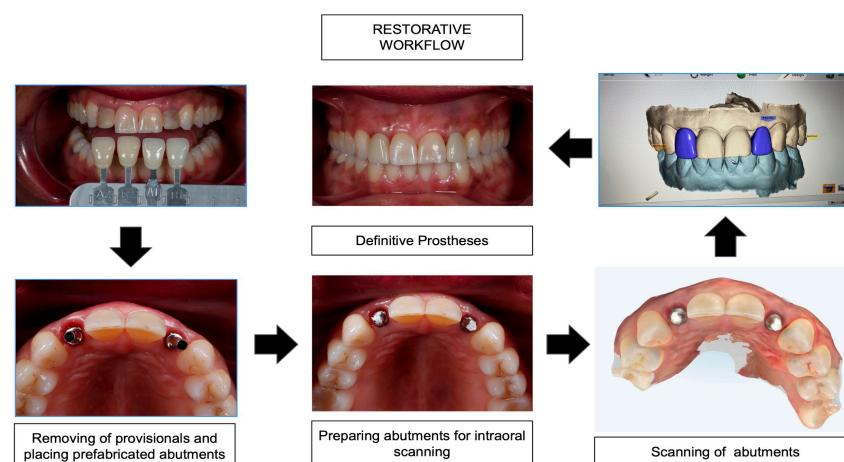 RESTORATIVE
WORKFLOW
Definitive Prostheses
Removing of provisionals and
placing prefabricated abutments
Preparing abutments for intraoral
scanning
Scanning of abutments